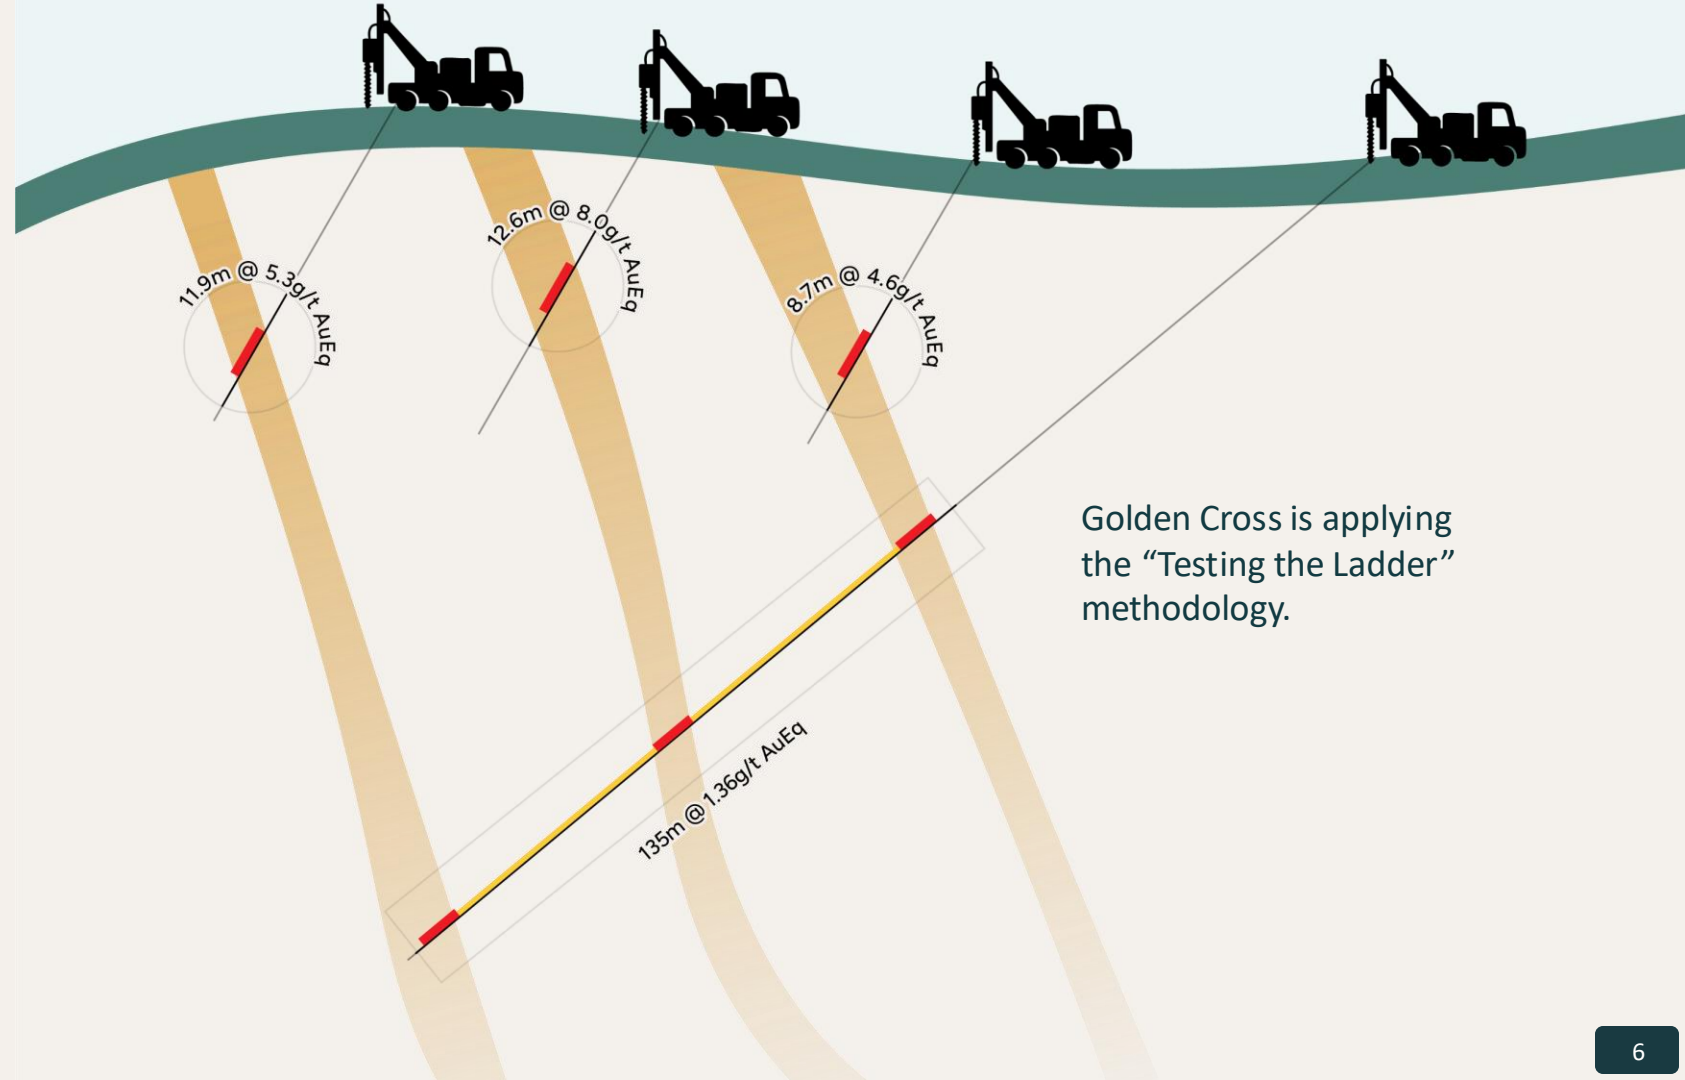 12.6m @ 8.0g/t AuEq
11.9m @ 5.3g/t AuEq
8.7m @ 4.6g/t AuEq
Golden Cross is applying
the “Testing the Ladder”
methodology.
135m @1.36g/t AuEq
6